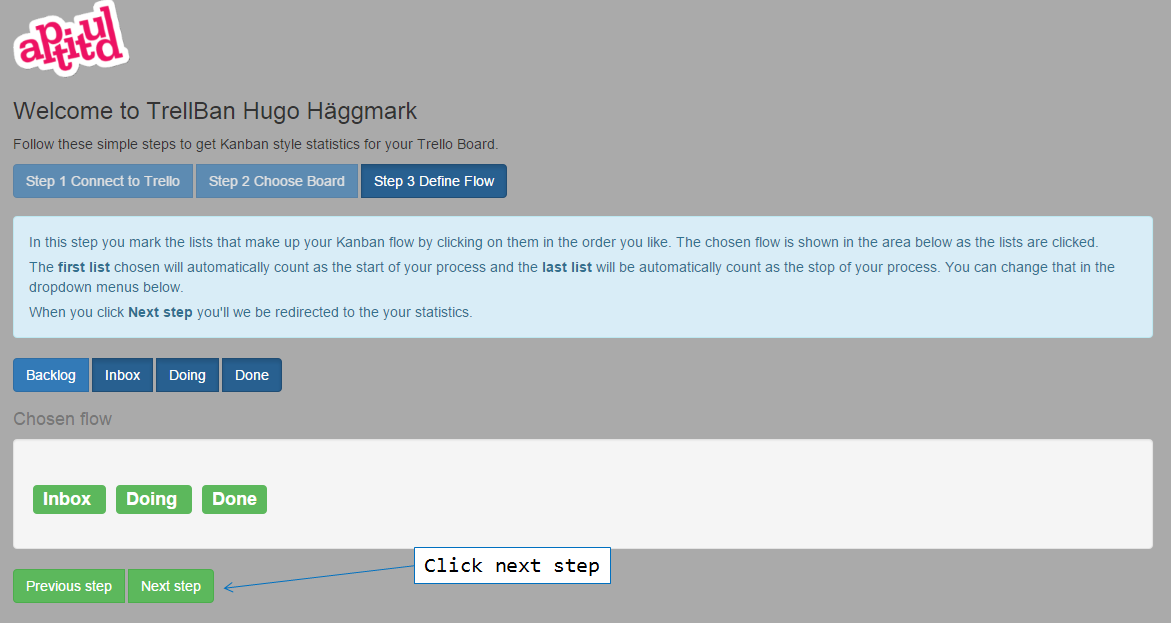 aptitud
Welcome to TrellBan Hugo Häggmark
Follow these simple steps to get Kanban style statistics for your Trello Board.
Step 1 Connect to Trello Step 2 Choose Board Step 3 Define Flow
In this step you mark the lists that make up your Kanban flow by clicking on them in the order you like. The chosen flow is shown in the area below as the lists are clicked.
The first list chosen will automatically count as the start of your process and the last list will be automatically count as the stop of your process. You can change that in the
dropdown menus below.
When you click Next step you'll we be redirected to the your statistics.
Backlog Inbox Doing Done
Chosen flow
Inbox Doing Done
Click next step
Previous step Next step